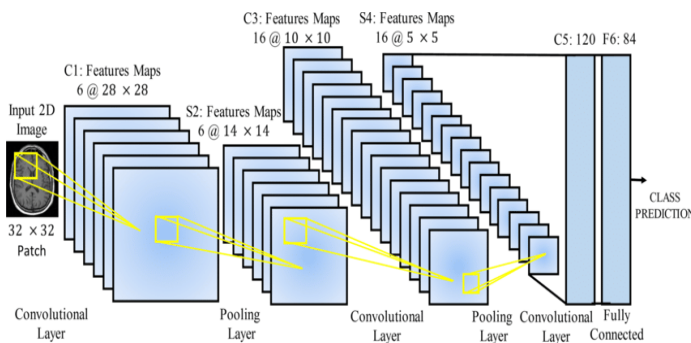 C3: Features Maps
16 @ 10 × 10
S4: Features Maps
16 @ 5 × 5
C5: 120
F6: 84
C1: Features Maps
6 @ 28 × 28
S2: Features Maps
6 @ 14 × 14
Input 2D
Image
32 × 32
Patch
CLASS
PREDICTION
Convolutional
Layer
Pooling
Layer
Convolutional
Layer
Pooling
Layer
Convolutional
Layer
Fully
Connected